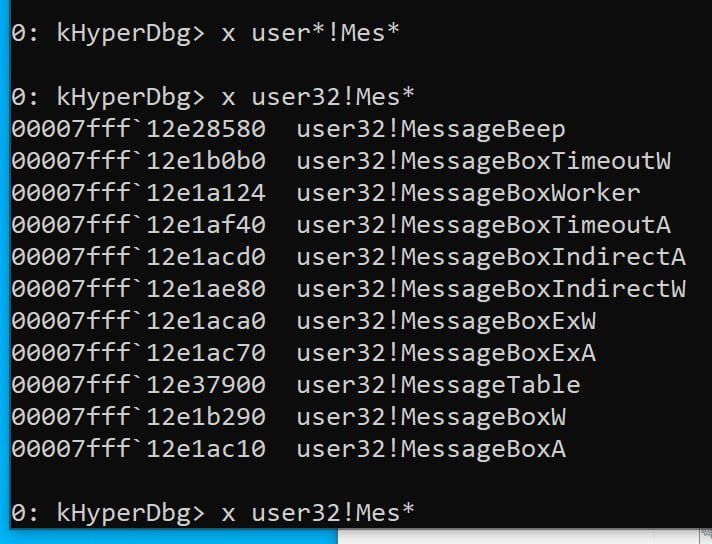 0: kHyperDbg> x user*!Mes*
0: kHyperDbg> x user32!Mes*
00007fff`12e28580  user32!MessageBeep
00007fff`12e1b0b0  user32!MessageBoxTimeoutW
00007fff`12e1a124  user32!MessageBoxWorker
00007fff`12e1af40  user32!MessageBoxTimeoutA
00007fff`12e1acd0  user32!MessageBoxIndirectA
00007fff`12e1ae80  user32!MessageBoxIndirectW
00007fff`12e1aca0  user32!MessageBoxExW
00007fff`12e1ac70  user32!MessageBoxExA
00007fff`12e37900  user32!MessageTable
00007fff`12e1b290  user32!MessageBoxW
00007fff`12e1ac10  user32!MessageBoxA
0: kHyperDbg> x user32!Mes*